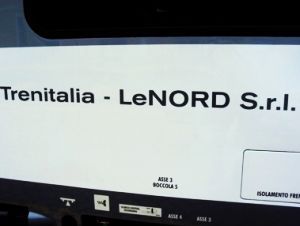 Trenitalia - LeNORD S.r.l.
ASSE 3
BOCCOLA 5
ISOLAMENTO FRE
ASSE 4 ASSE 3